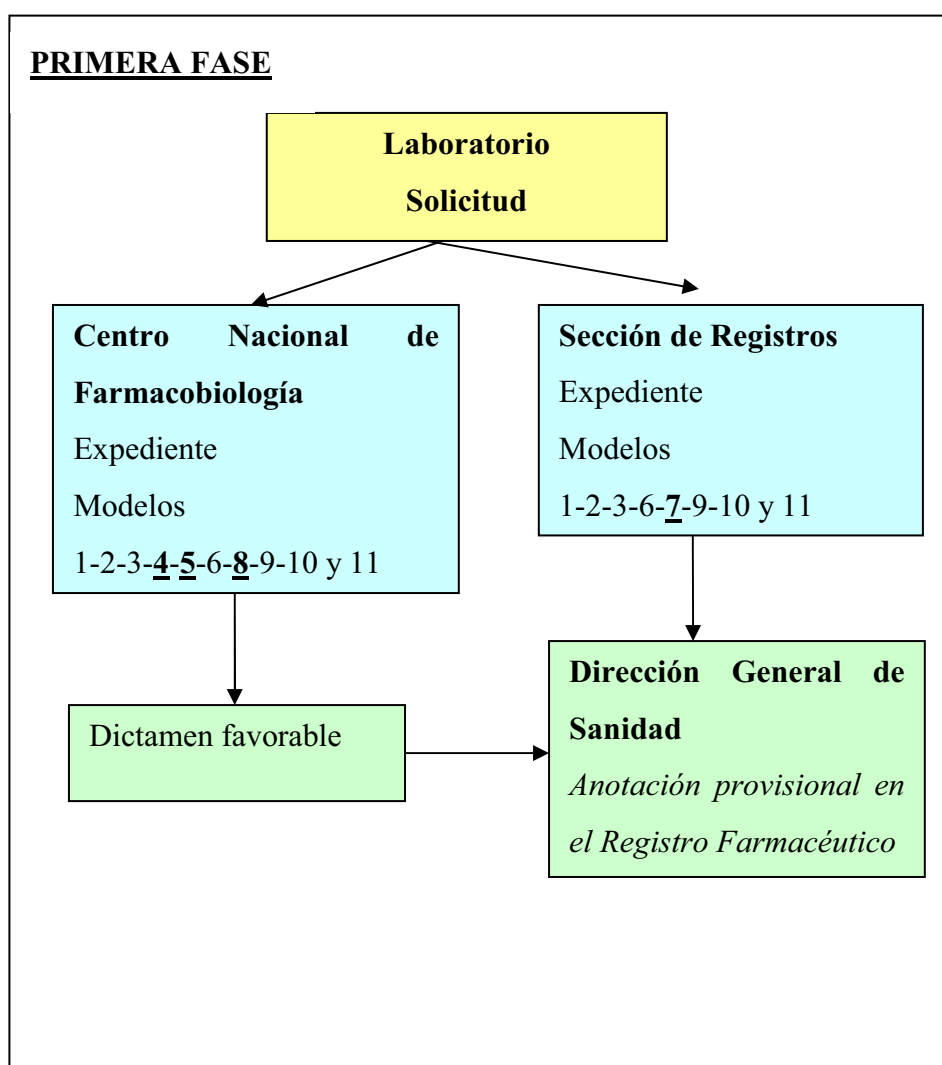 PRIMERA FASE
Laboratorio
Solicitud
Centro Nacional de
Farmacobiología
Expediente
Modelos
1-2-3-4-5-6-8-9-10 y 11
Sección de Registros
Expediente
Modelos
1-2-3-6-7-9-10 y 11
Dictamen favorable
Dirección General de
Sanidad
Anotación provisional en
el Registro Farmacéutico